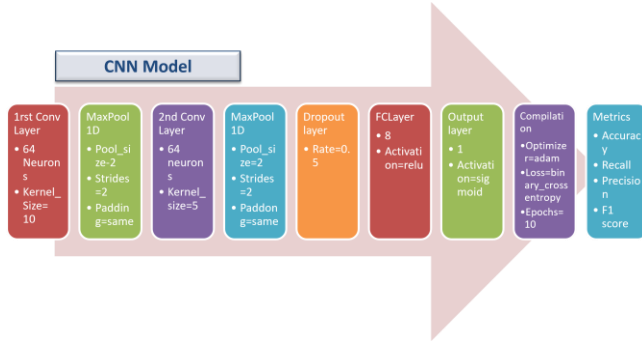 CNN Model
1rst Conv
Layer
• 64
Neuron
s
• Kernel_
Size=
10
MaxPool
1D
• Pool_si
ze-2
• Strides
=2
• Paddin
g=same
2nd Conv
Layer
• 64
neuron
s
• Kernel_
size=5
MaxPool
1D
• Pool_si
ze=2
• Strides
=2
• Paddon
g=same
Dropout
layer
• Rate=0.
5
FCLayer
• 8
• Activati
on=relu
Output
layer
• 1
• Activati
on=sig
moid
Compilati
on
•Optimize
r=adam
•Loss=bin
ary_cross
entropy
•Epochs=
10
Metrics
• Accurac
y
• Recall
• Precisio
n
• F1
score